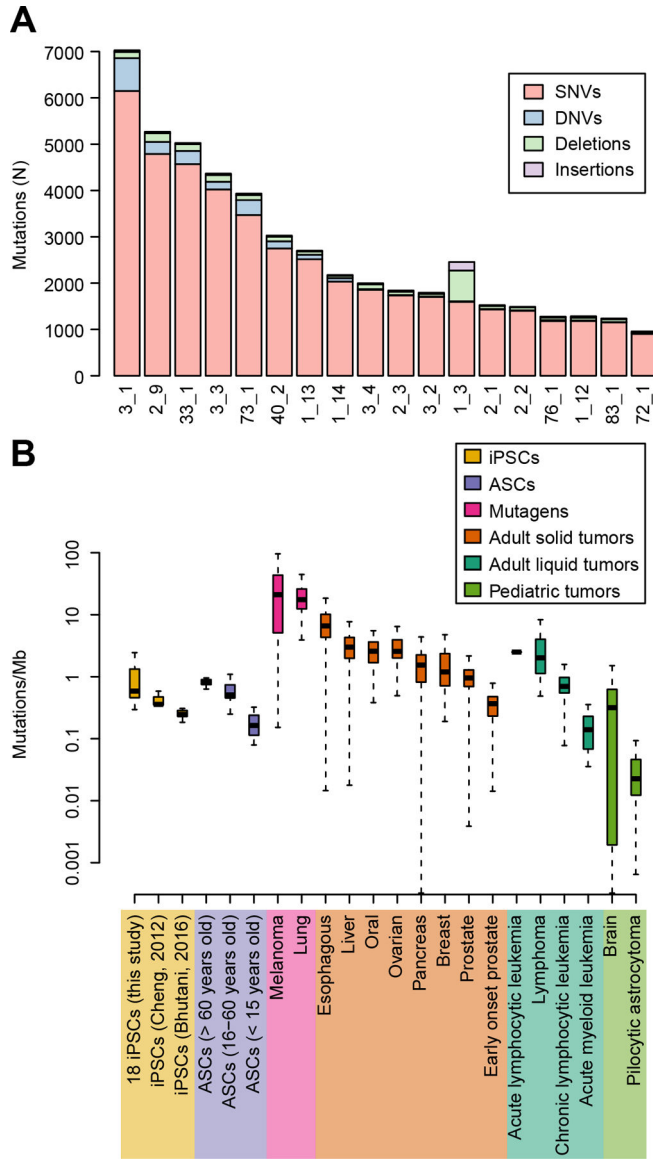 A
7000
6000
5000
4000
3000
2000
1000
0
Mutations (N)
SNVs
DNVs
Deletions
Insertions
3_1
2_9
33_1
3_3
73_1
40_2
1_13
1_14
3_4
2_3
3_2
1_3
2_1
2_2
76_1
1_12
83_1
72_1
B
iPSCs
ASCs
Mutagens
Adult solid tumors
Adult liquid tumors
Pediatric tumors
100
10
1
0.1
0.01
0.001
Mutations/Mb
18 iPSCs (this study)
iPSCs (Cheng, 2012)
iPSCs (Bhutani, 2016)
ASCs (> 60 years old)
ASCs (16−60 years old)
ASCs (< 15 years old)
Melanoma
Lung
Esophagous
Liver
Oral
Ovarian
Pancreas
Breast
Prostate
Early onset prostate
Acute lymphocytic leukemia
Lymphoma
Chronic lymphocytic leukemia
Acute myeloid leukemia
Brain
Pilocytic astrocytoma